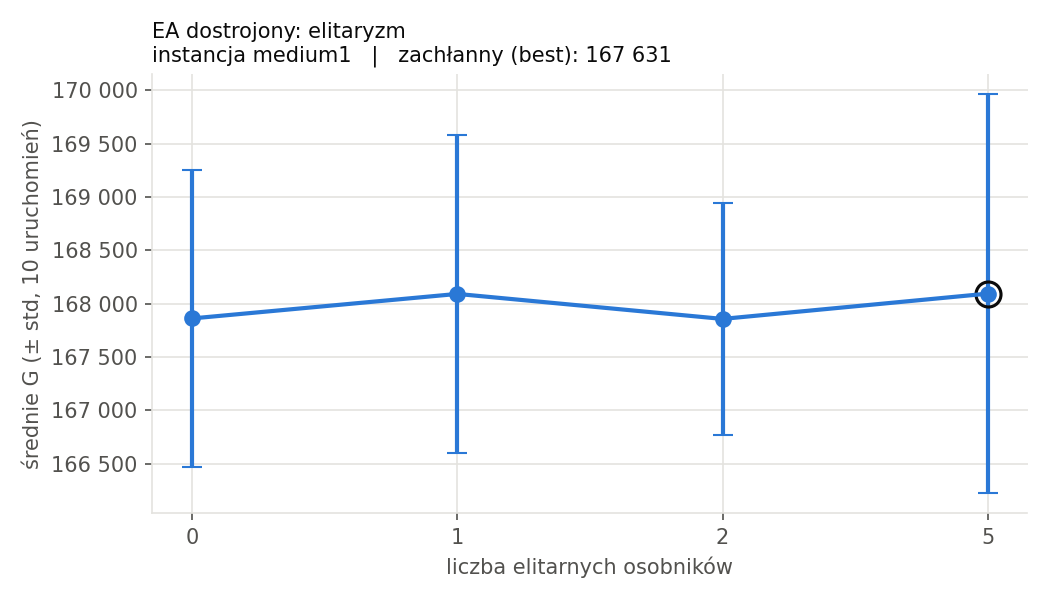 EA dostrojony: elitaryzm
instancja medium1 | zachłanny (best): 167 631
średnie G (± std, 10 uruchomień)
170 000
169 500
169 000
168 500
168 000
167 500
167 000
166 500
0 1 2 5
liczba elitarnych osobników